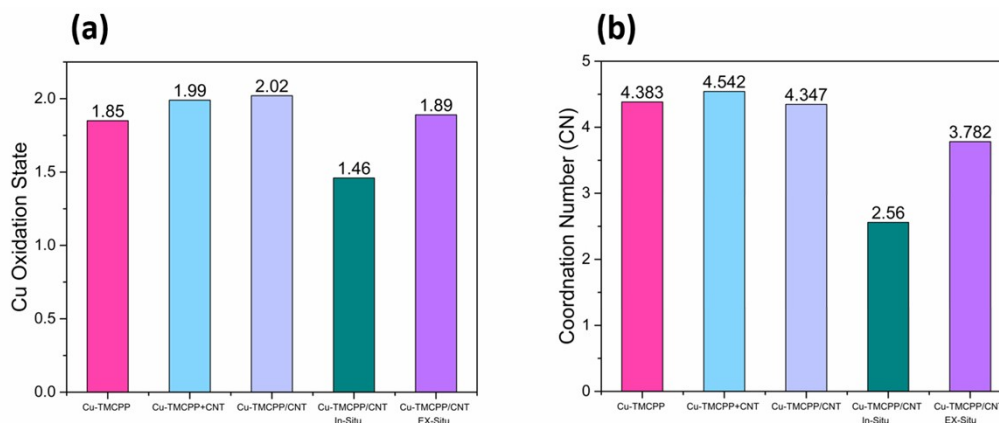 (a)
Cu Oxidation State
2.0
1.5
1.0
0.5
0.0
1.85
1.99
2.02
1.46
1.89
Cu-TMCPP
Cu-TMCPP+CNT
Cu-TMCPP/CNT
Cu-TMCPP/CNT
In-Situ
Cu-TMCPP/CNT
EX-Situ
(b)
Coordnation Number (CN)
5
4
3
2
1
0
4.383
4.542
4.347
2.56
3.782
Cu-TMCPP
Cu-TMCPP+CNT
Cu-TMCPP/CNT
Cu-TMCPP/CNT
In-Situ
Cu-TMCPP/CNT
EX-Situ